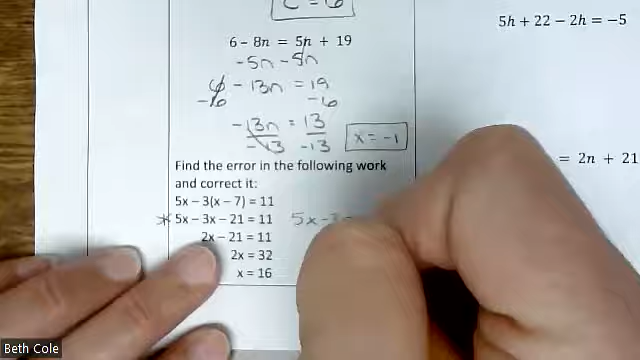 C = 6
5h + 22 − 2h = −5
6 − 8n = 5n + 19
-5n -5n
6 - 13n = 19
-6 -6
-13n = 13
-13 -13
x = -1
Find the error in the following work
and correct it:
= 2n + 21
5x − 3(x − 7) = 11
* 5x − 3x − 21 = 11 5x - 3
2x − 21 = 11
2x = 32
x = 16
Beth Cole